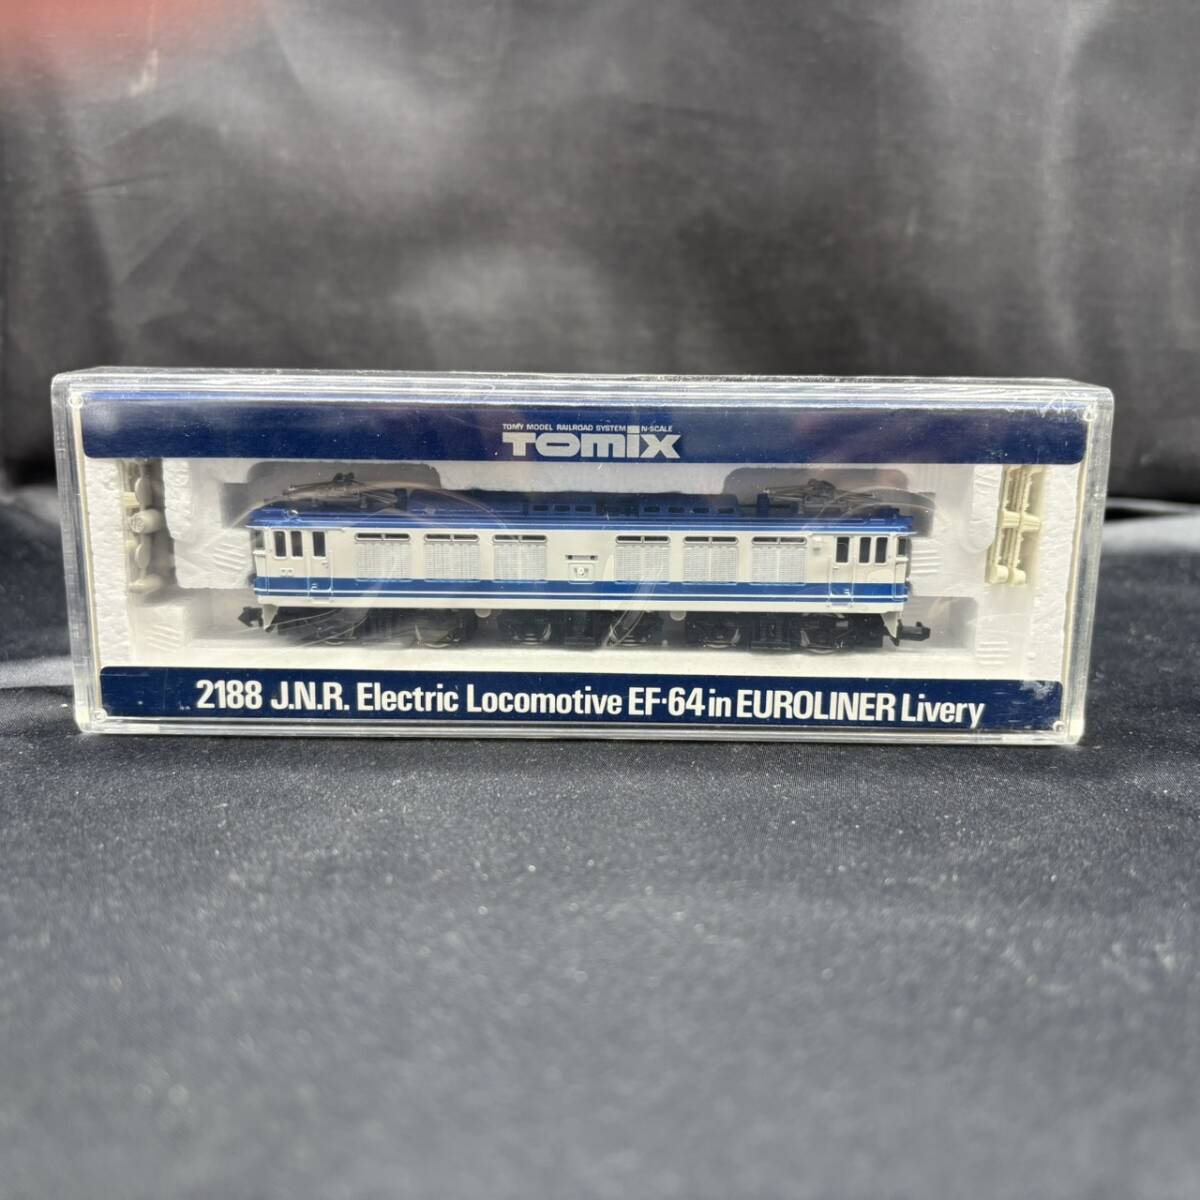 TOMY MODEL RAILROAD SYSTEM N-SCALE
TOMIX
2188 J.N.R. Electric Locomotive EF·64 in EUROLINER Livery